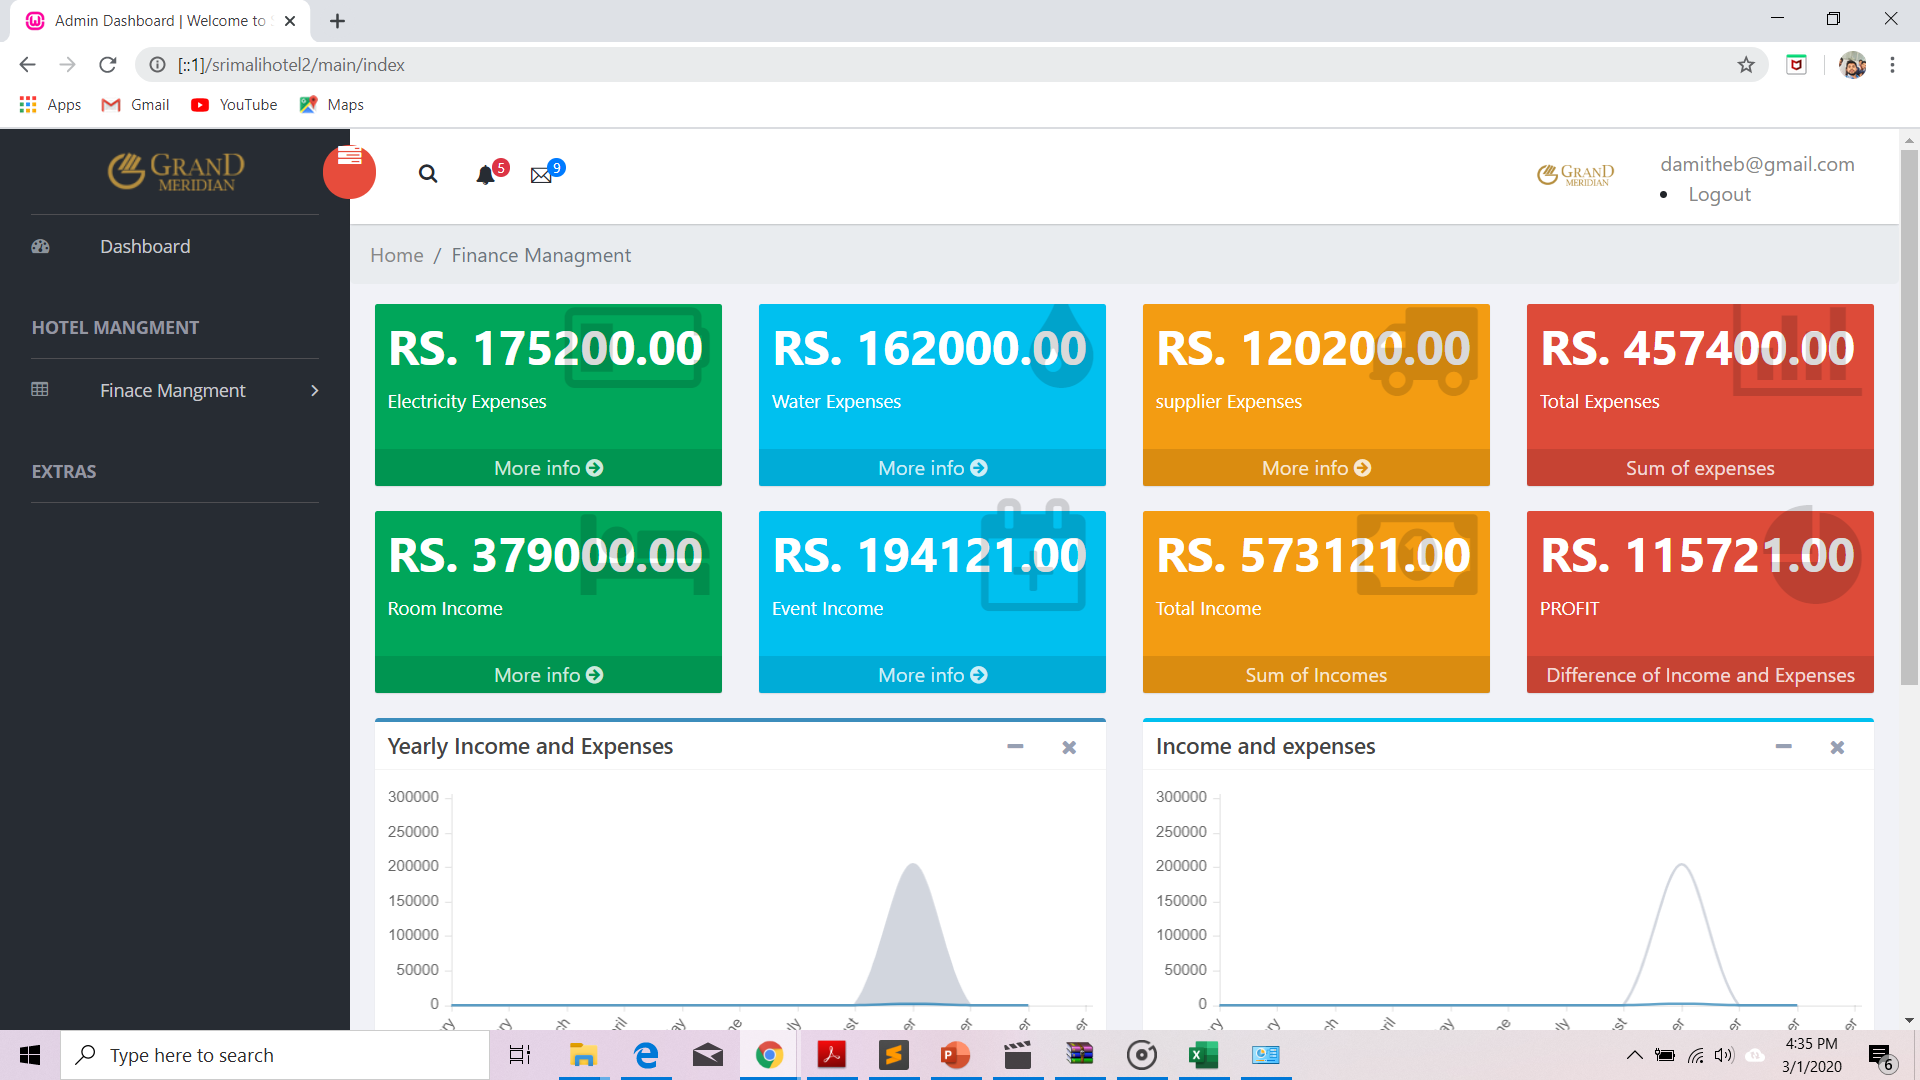 Admin Dashboard | Welcome to
[::1]/srimalihotel2/main/index
Apps
Gmail
YouTube
Maps
GRAND
MERIDIAN
5
9
GRAND
MERIDIAN
damitheb@gmail.com
Logout
Dashboard
HOTEL MANGMENT
Finace Mangment
EXTRAS
Home / Finance Managment
RS. 175200.00
Electricity Expenses
More info
RS. 162000.00
Water Expenses
More info
RS. 120200.00
supplier Expenses
More info
RS. 457400.00
Total Expenses
Sum of expenses
RS. 379000.00
Room Income
More info
RS. 194121.00
Event Income
More info
RS. 573121.00
Total Income
Sum of Incomes
RS. 115721.00
PROFIT
Difference of Income and Expenses
Yearly Income and Expenses
300000
250000
200000
150000
100000
50000
0
Income and expenses
300000
250000
200000
150000
100000
50000
0
Type here to search
4:35 PM
3/1/2020
6